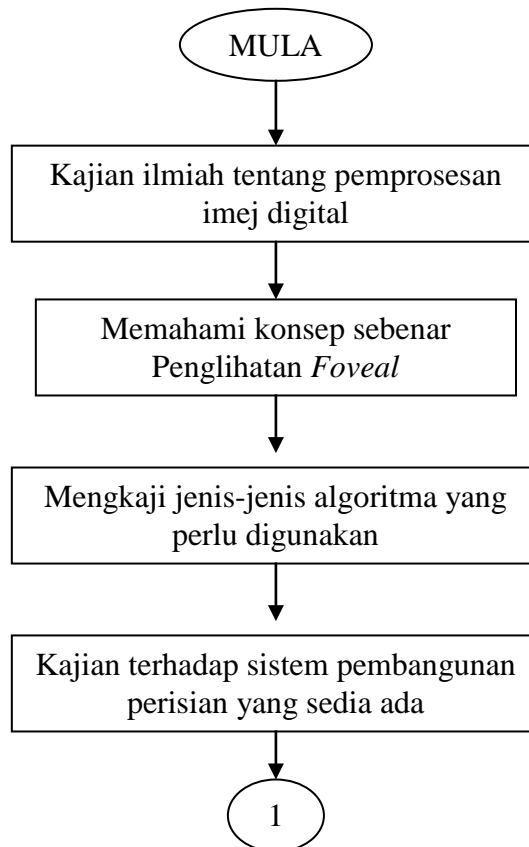 MULA
Kajian ilmiah tentang pemprosesan
imej digital
Memahami konsep sebenar
Penglihatan Foveal
Mengkaji jenis-jenis algoritma yang
perlu digunakan
Kajian terhadap sistem pembangunan
perisian yang sedia ada
1